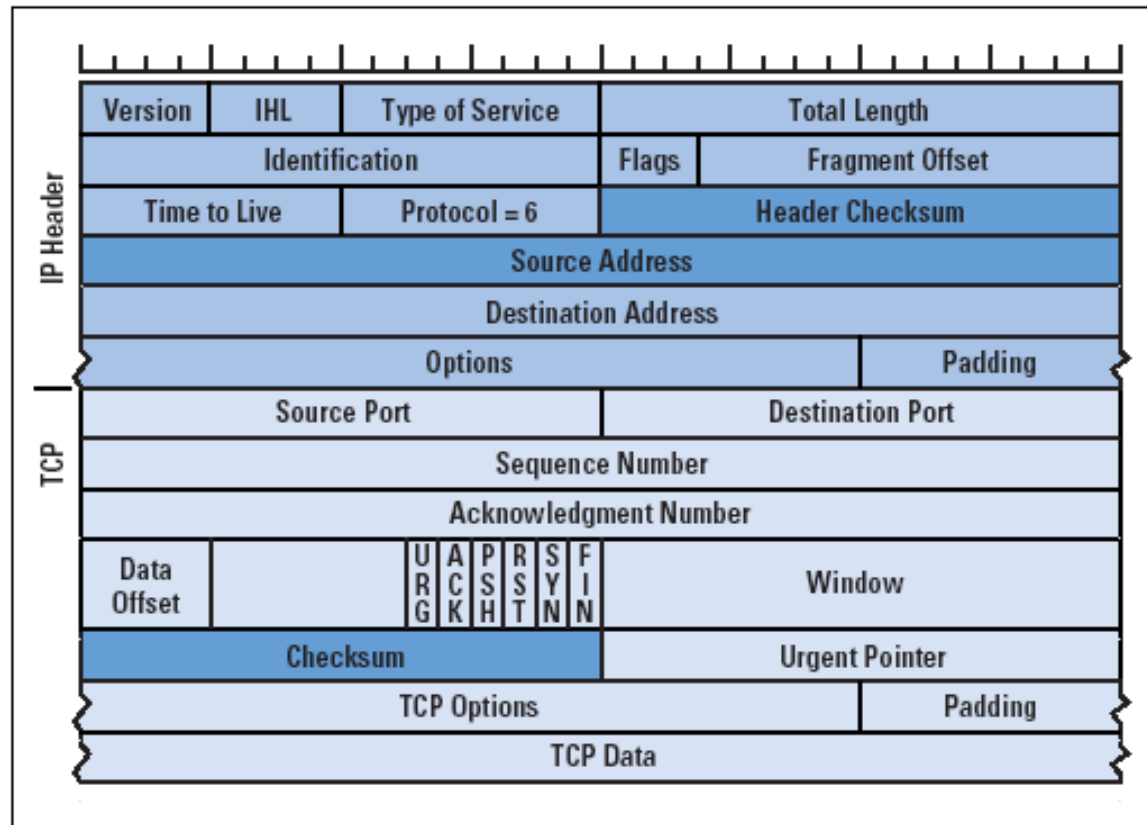 Version IHL Type of Service Total Length
Identification Flags Fragment Offset
Time to Live Protocol = 6 Header Checksum
Source Address
Destination Address
Options Padding
IP Header
Source Port Destination Port
Sequence Number
Acknowledgment Number
Data Offset URG ACK PSH RST SYN FIN Window
Checksum Urgent Pointer
TCP Options Padding
TCP Data
TCP